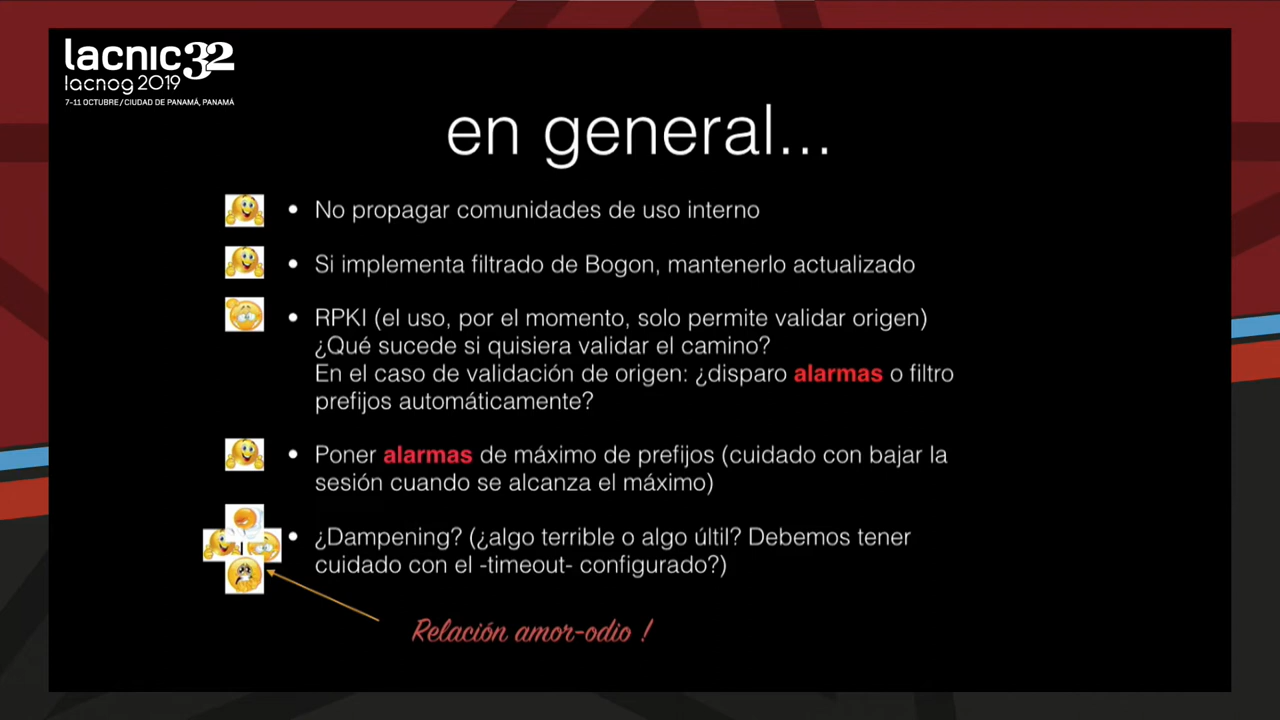 lacnic32
lacnog 2019
7-11 OCTUBRE / CIUDAD DE PANAMÁ, PANAMÁ
en general...
• No propagar comunidades de uso interno
• Si implementa filtrado de Bogon, mantenerlo actualizado
• RPKI (el uso, por el momento, solo permite validar origen)
¿Qué sucede si quisiera validar el camino?
En el caso de validación de origen: ¿disparo alarmas o filtro
prefijos automáticamente?
• Poner alarmas de máximo de prefijos (cuidado con bajar la
sesión cuando se alcanza el máximo)
• ¿Dampening? (¿algo terrible o algo últil? Debemos tener
cuidado con el -timeout- configurado?)
Relación amor-odio !